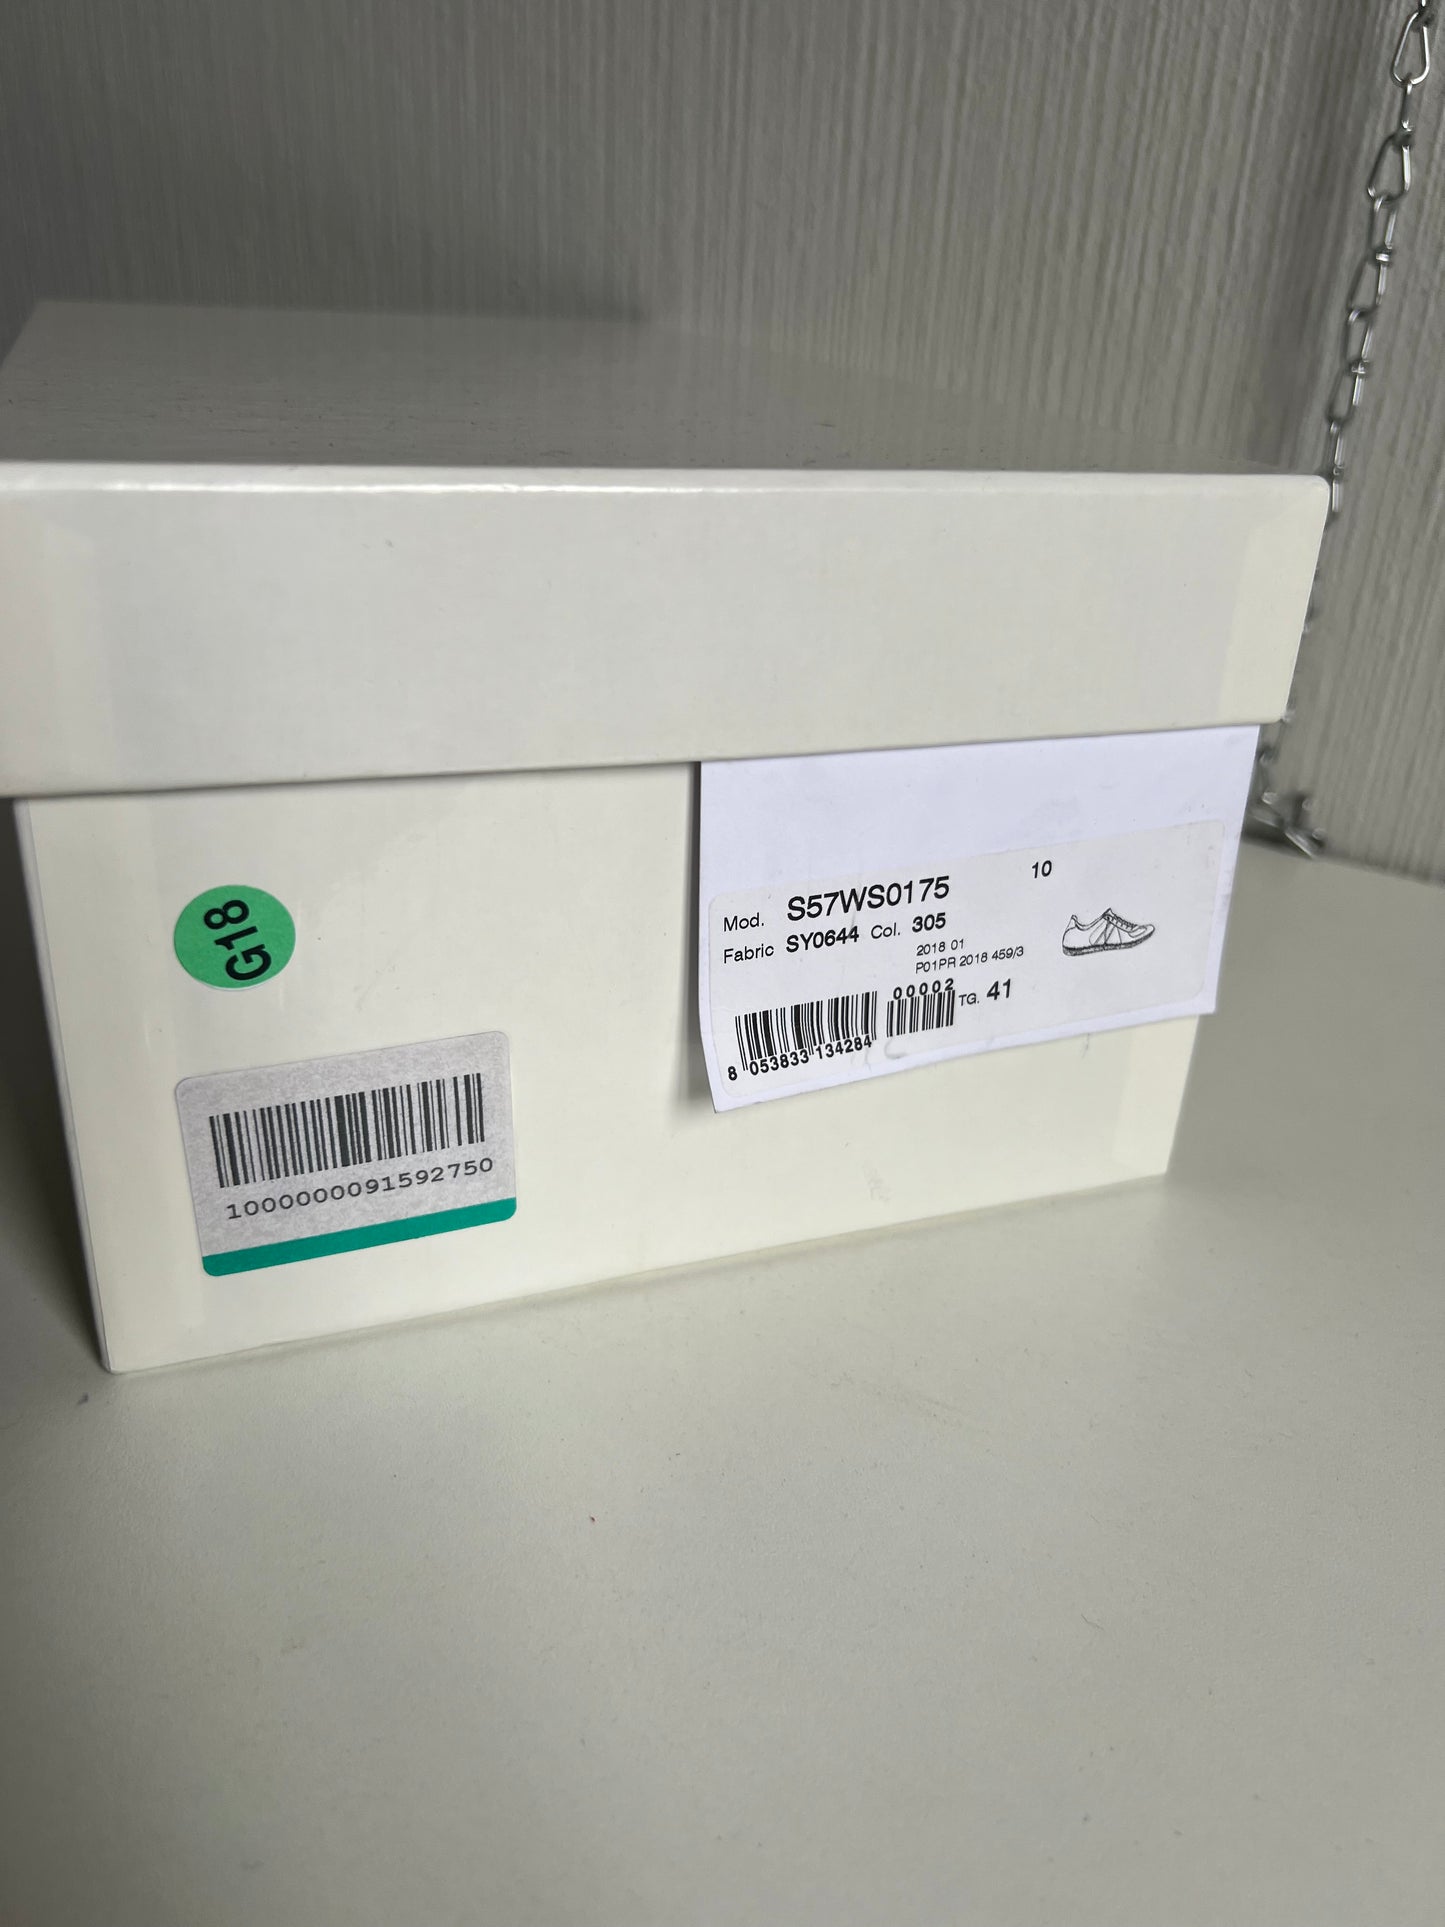 G18
1000000091592750
Mod. S57WS0175 10
Fabric SY0644 Col. 305
2018 01
P01PR 2018 459/3
00002
TG. 41
8 053833 134284